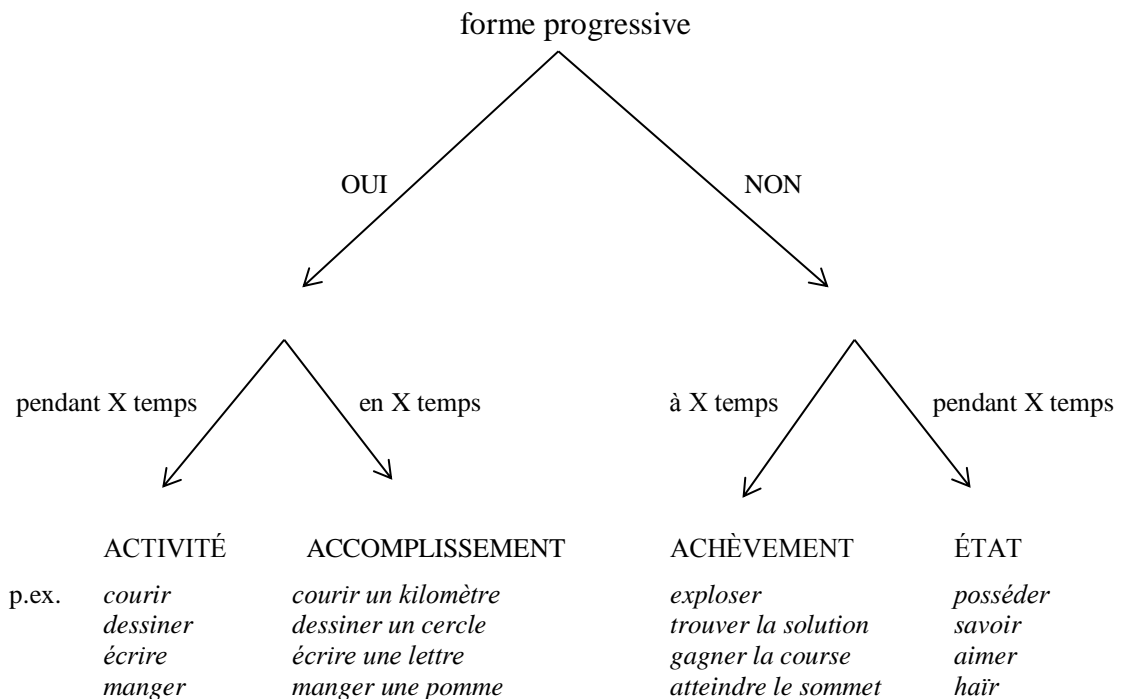 forme progressive
OUI NON
pendant X temps en X temps à X temps pendant X temps
ACTIVITÉ ACCOMPLISSEMENT ACHÈVEMENT ÉTAT
p.ex. courir courir un kilomètre exploser posséder
dessiner dessiner un cercle trouver la solution savoir
écrire écrire une lettre gagner la course aimer
manger manger une pomme atteindre le sommet haïr